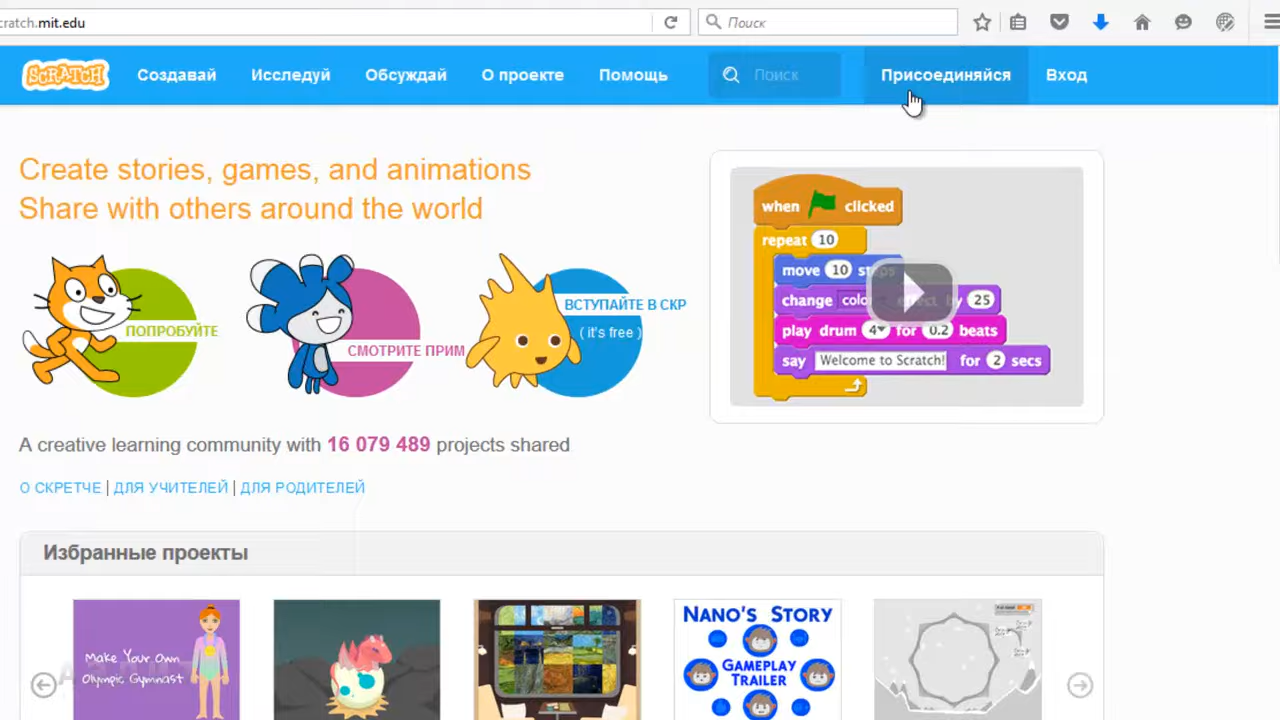 cratch.mit.edu
Поиск
SCRATCH
Создавай
Исследуй
Обсуждай
О проекте
Помощь
Поиск
Присоединяйся
Вход
Create stories, games, and animations
Share with others around the world
ПОПРОБУЙТЕ
СМОТРИТЕ ПРИМ
ВСТУПАЙТЕ В СКР
( it's free )
when clicked
repeat 10
move 10 steps
change color effect by 25
play drum 4 for 0.2 beats
say Welcome to Scratch! for 2 secs
A creative learning community with 16 079 489 projects shared
О СКРЕТЧЕ | ДЛЯ УЧИТЕЛЕЙ | ДЛЯ РОДИТЕЛЕЙ
Избранные проекты
Make Your Own
Olympic Gymnast
NANO'S STORY
GAMEPLAY
TRAILER